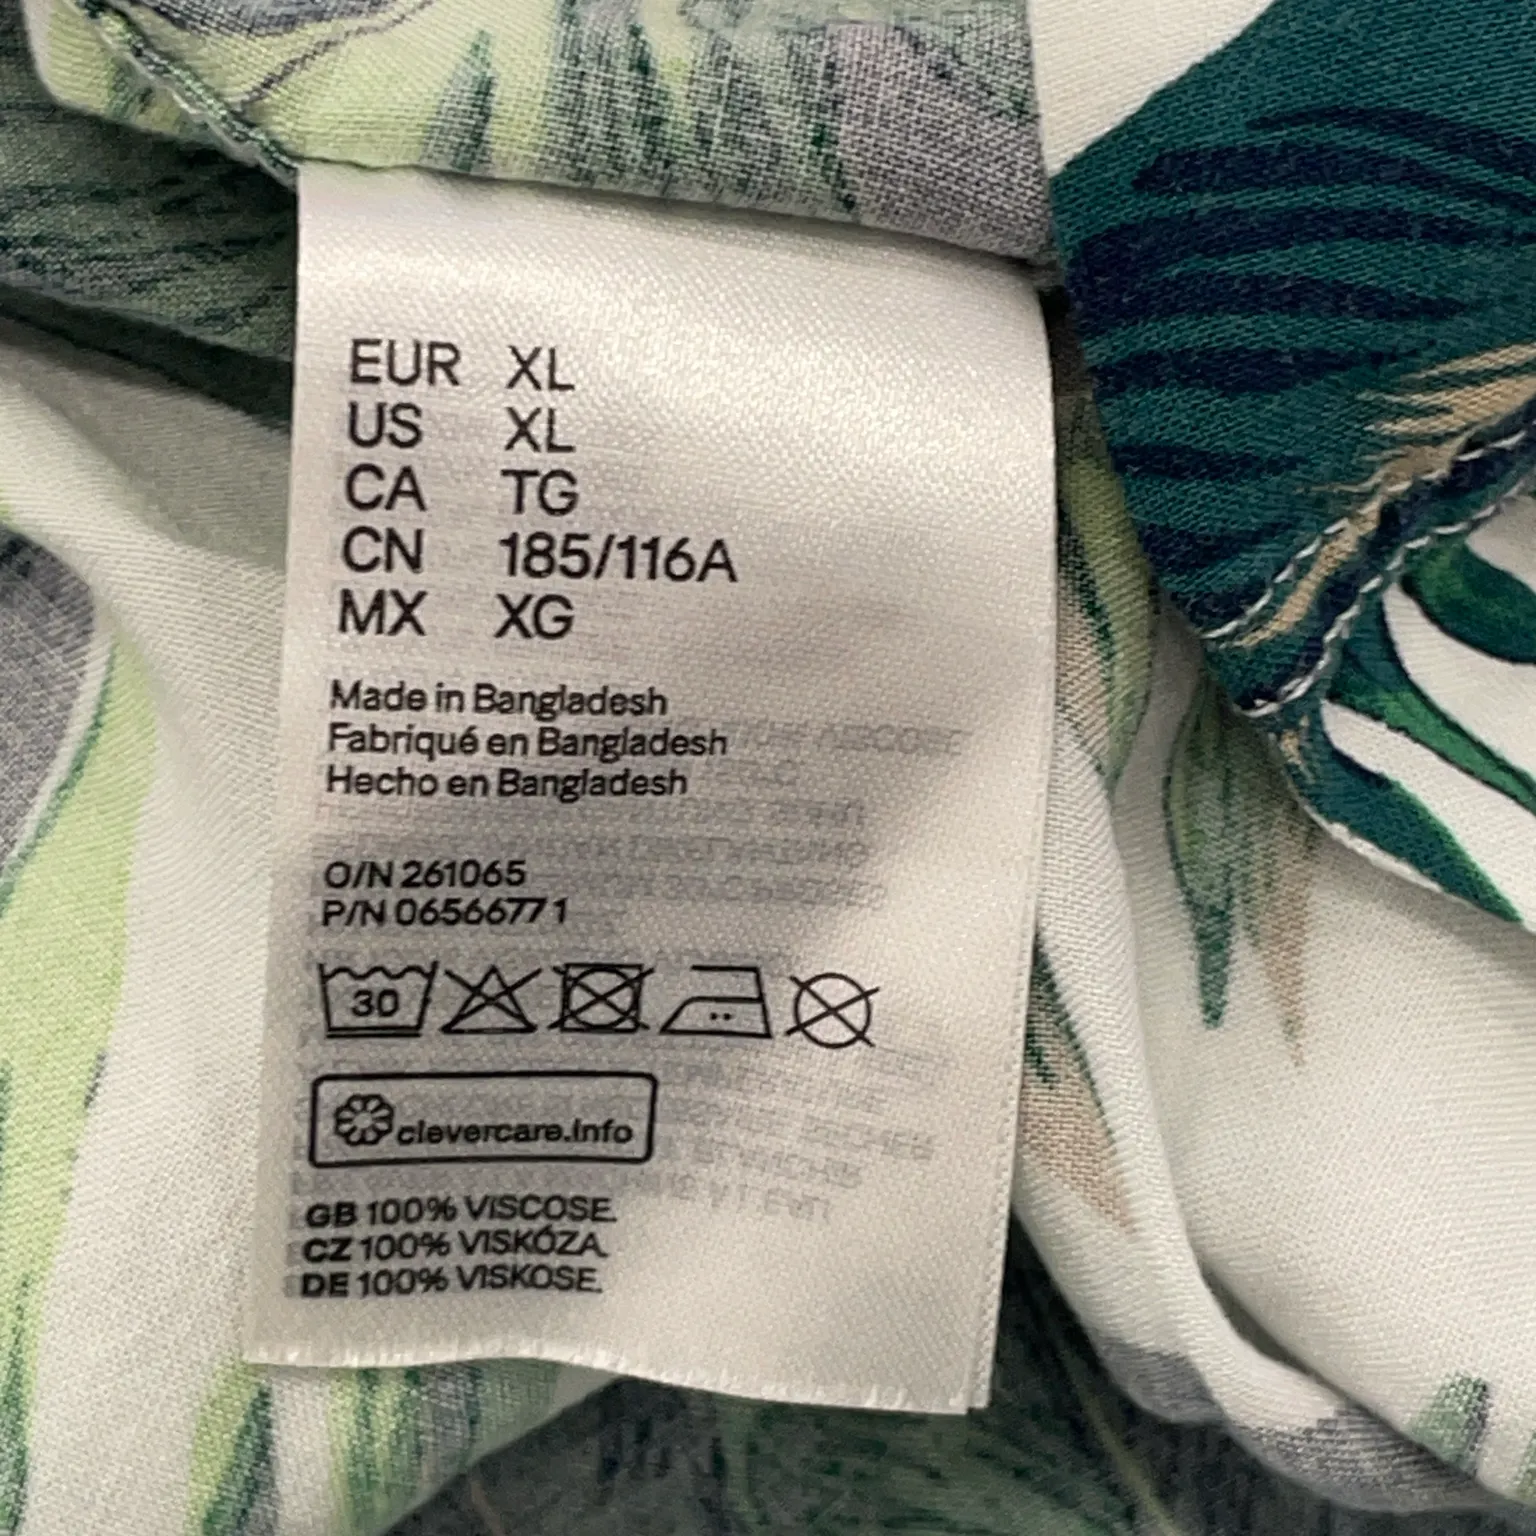 EUR XL
US XL
CA TG
CN 185/116A
MX XG
Made in Bangladesh
Fabriqué en Bangladesh
Hecho en Bangladesh
O/N 261065
P/N 06566771
30
clevercare.info
GB 100% VISCOSE.
CZ 100% VISKÓZA.
DE 100% VISKOSE.